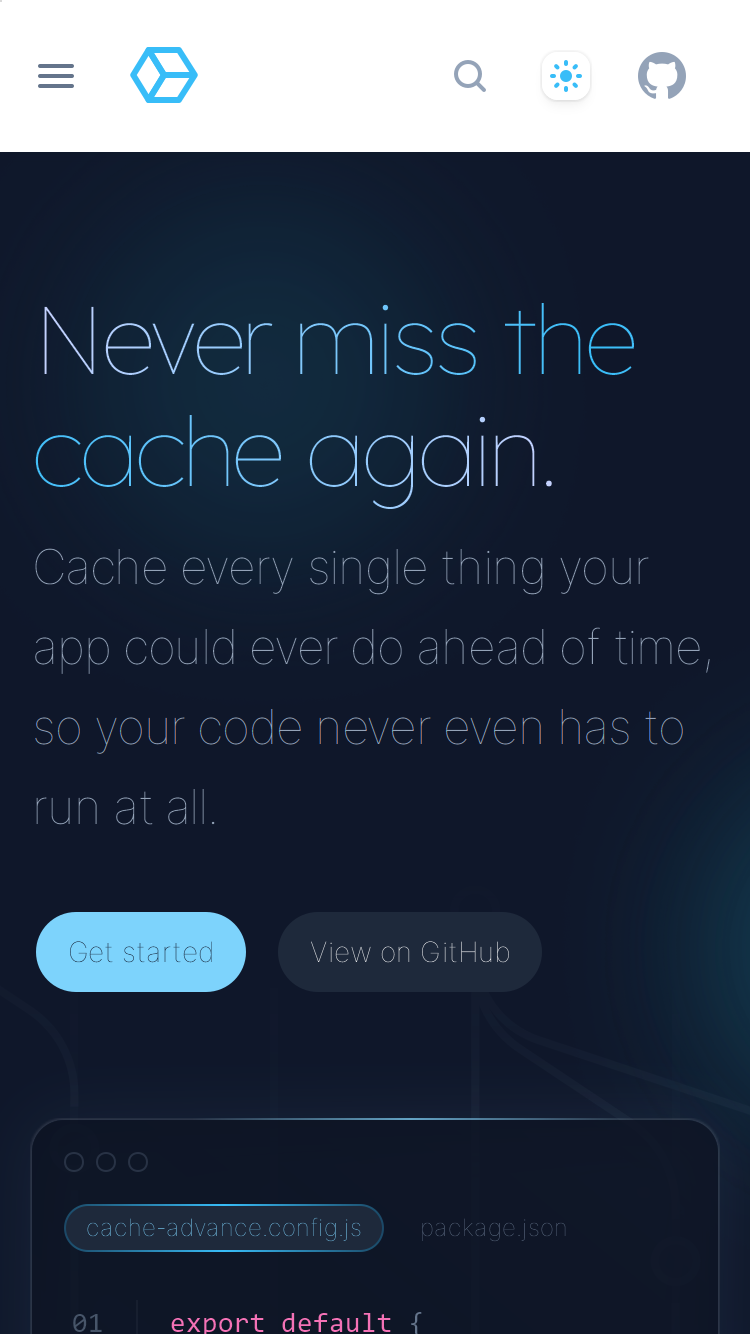 Never miss the
cache again.
Cache every single thing your
app could ever do ahead of time,
so your code never even has to
run at all.
Get started View on GitHub
cache-advance.config.js package.json
01 export default {